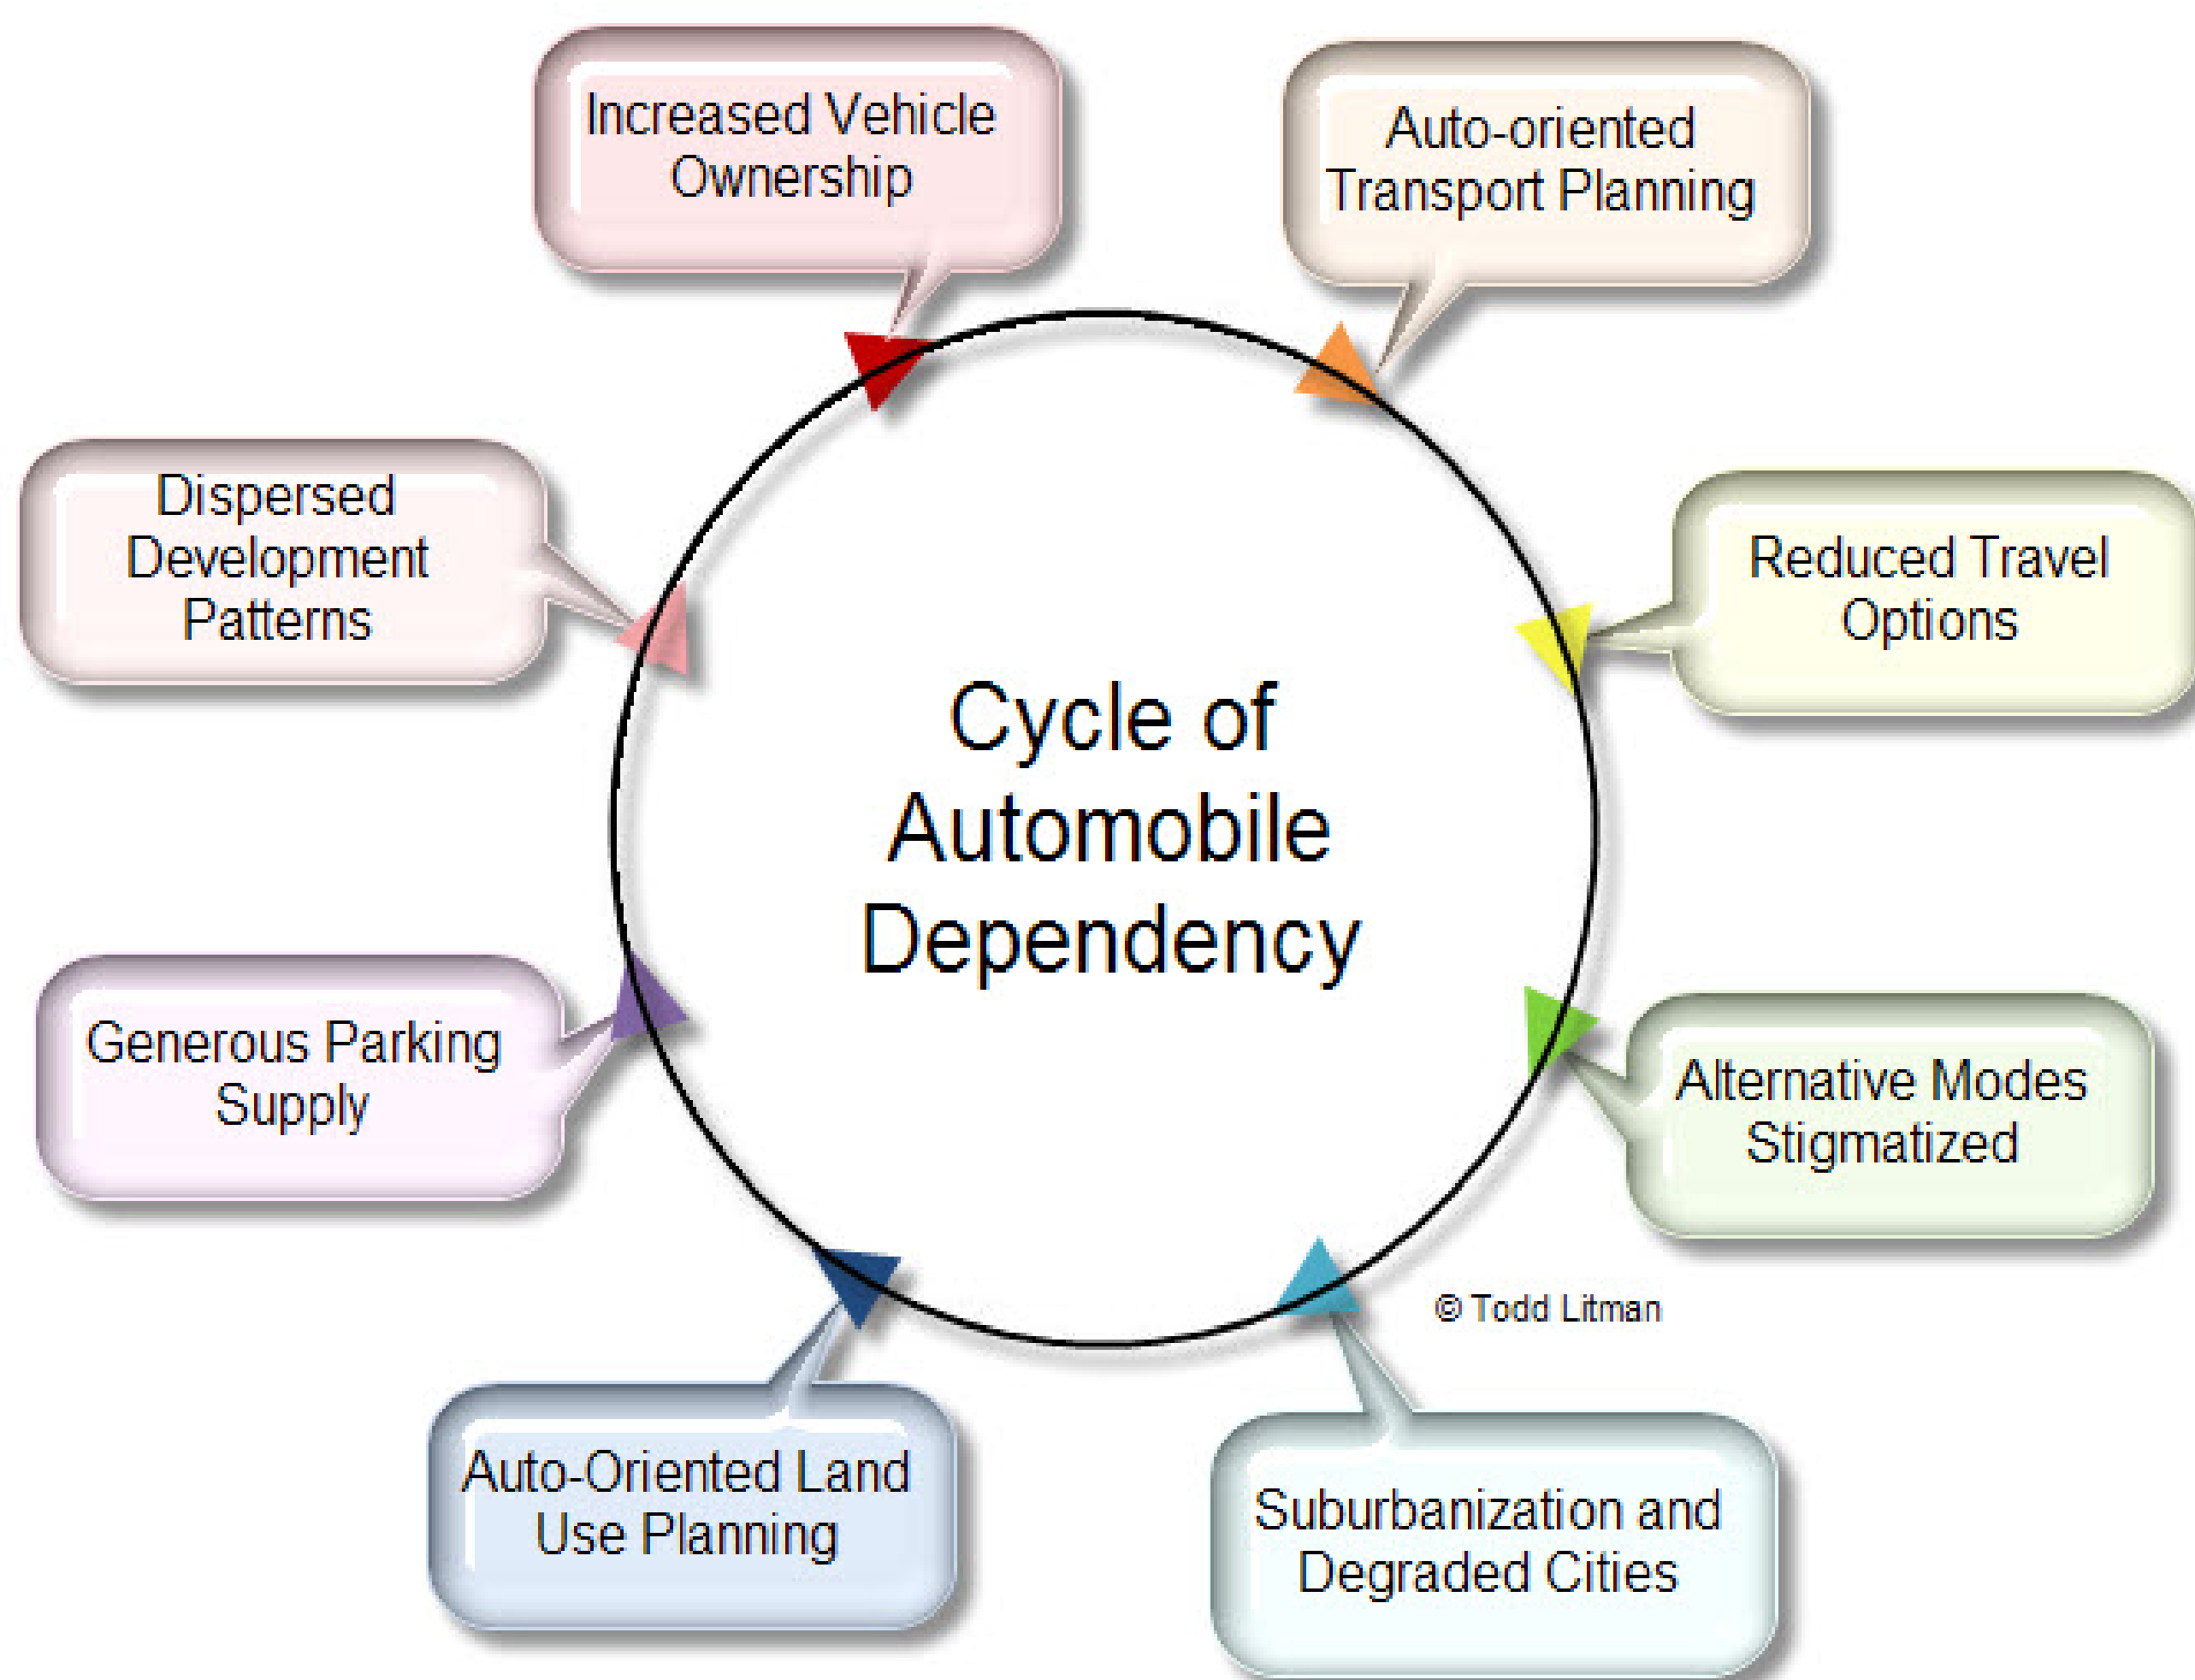 Increased Vehicle
Ownership
Auto-oriented
Transport Planning
Dispersed
Development
Patterns
Reduced Travel
Options
Cycle of
Automobile
Dependency
Generous Parking
Supply
Alternative Modes
Stigmatized
© Todd Litman
Auto-Oriented Land
Use Planning
Suburbanization and
Degraded Cities